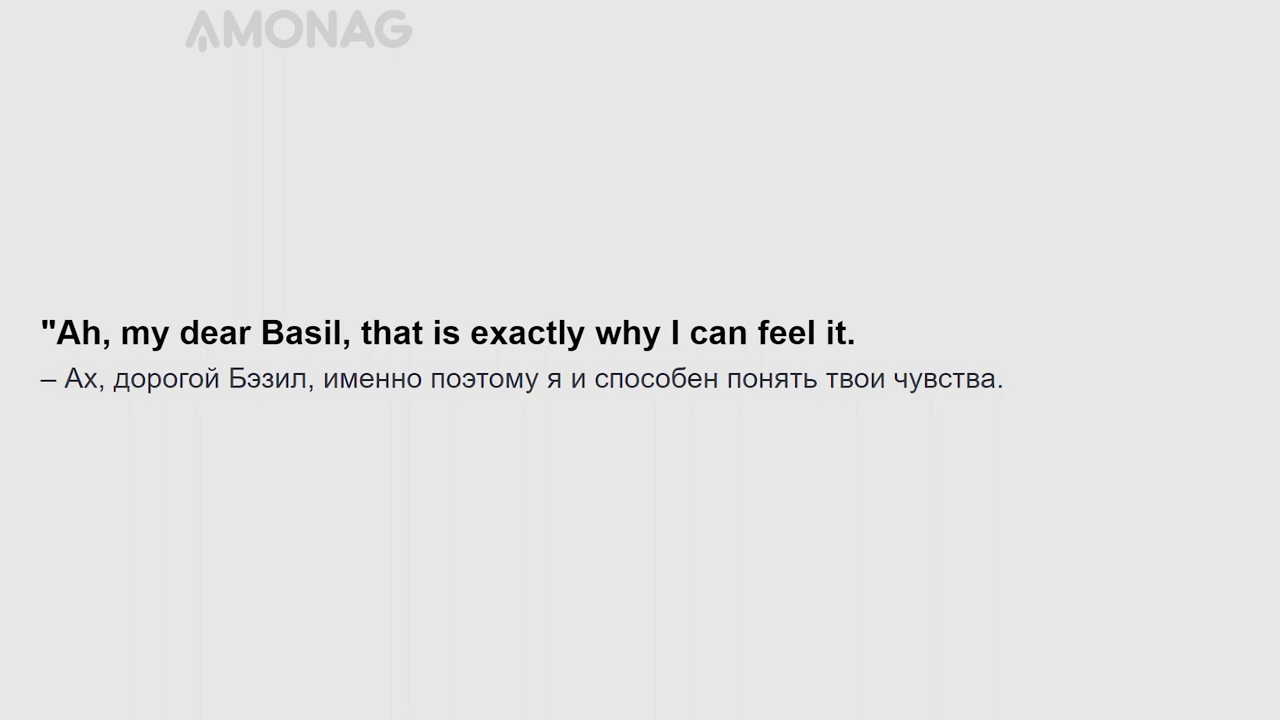 AMONAG
"Ah, my dear Basil, that is exactly why I can feel it.
– Ах, дорогой Бэзил, именно поэтому я и способен понять твои чувства.